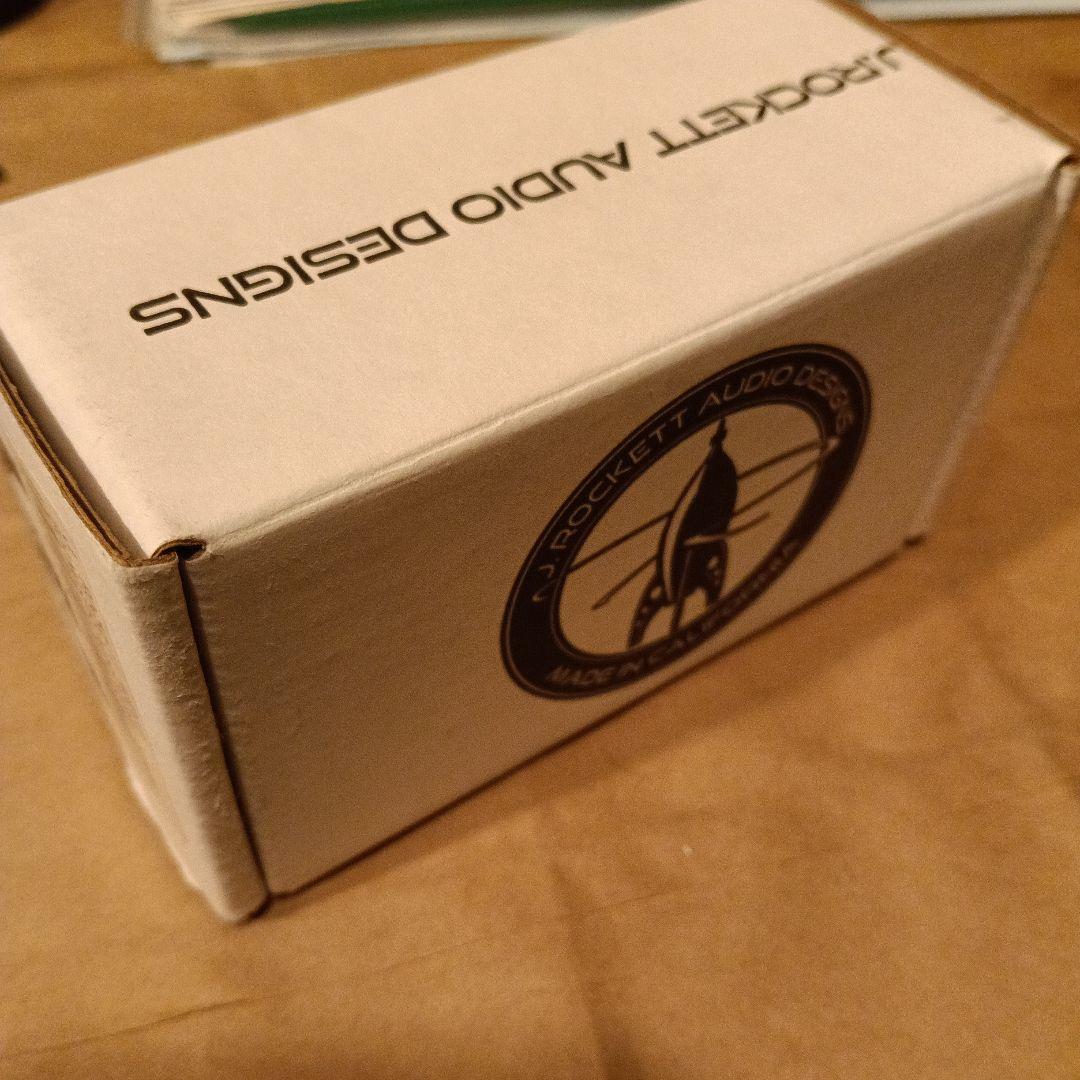 J.ROCKETT AUDIO DESIGNS
J. ROCKETT AUDIO DESIGNS
MADE IN CALIFORNIA